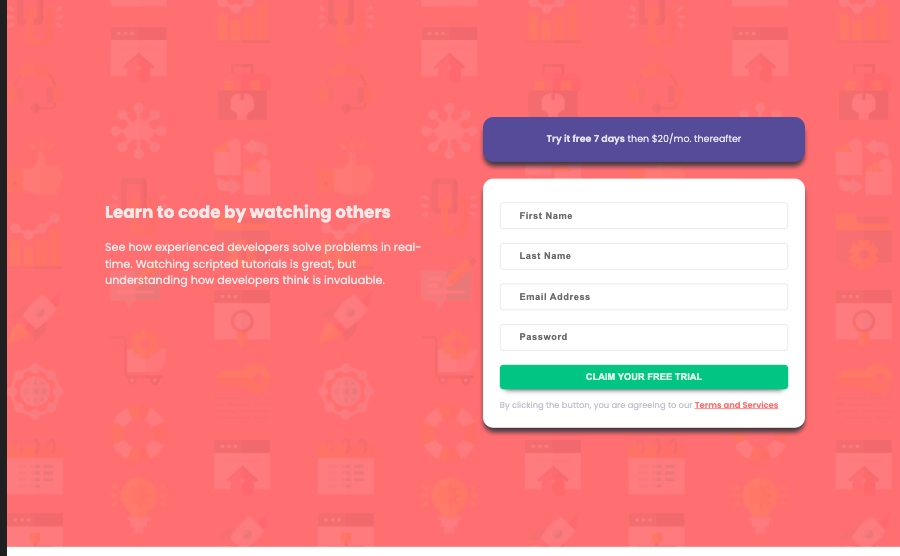 Try it free 7 days then $20/mo. thereafter
Learn to code by watching others
See how experienced developers solve problems in real-
time. Watching scripted tutorials is great, but
understanding how developers think is invaluable.
First Name
Last Name
Email Address
Password
CLAIM YOUR FREE TRIAL
By clicking the button, you are agreeing to our Terms and Services